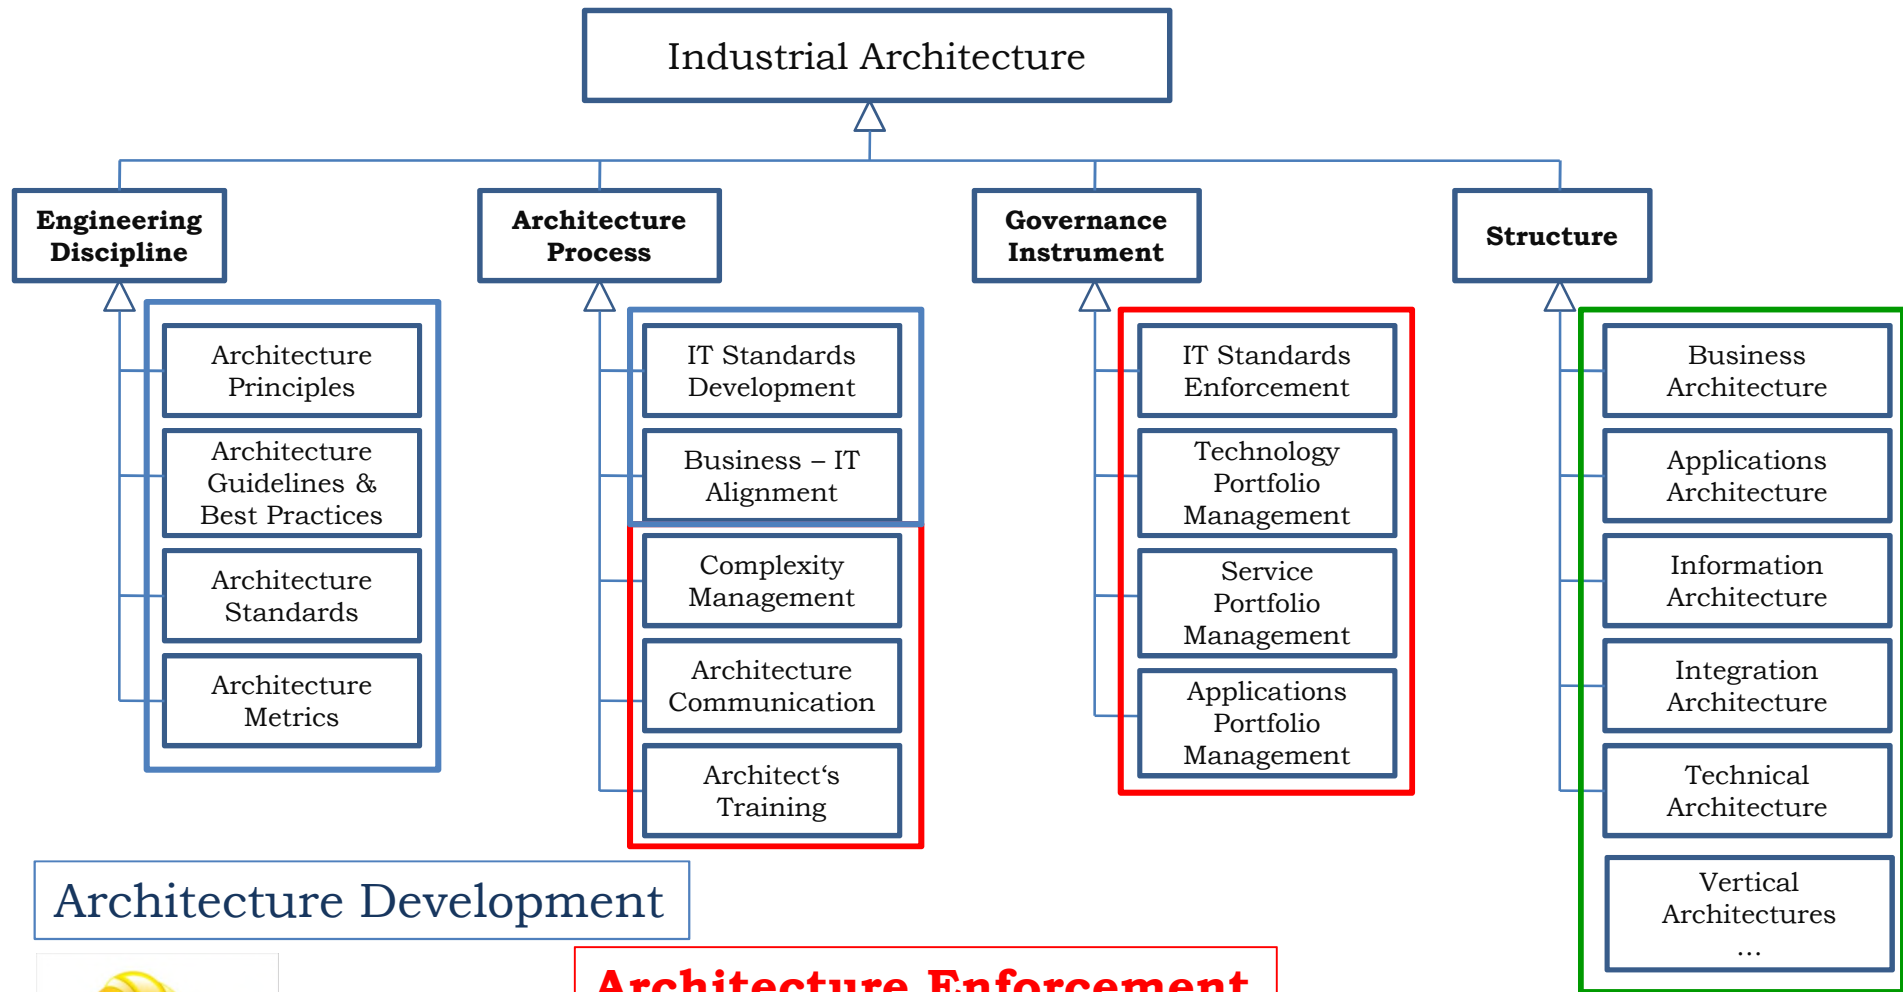 Industrial Architecture
Engineering
Discipline
Architecture
Process
Governance
Instrument
Structure
Architecture
Principles
Architecture
Guidelines &
Best Practices
Architecture
Standards
Architecture
Metrics
IT Standards
Development
Business – IT
Alignment
Complexity
Management
Architecture
Communication
Architect‘s
Training
IT Standards
Enforcement
Technology
Portfolio
Management
Service
Portfolio
Management
Applications
Portfolio
Management
Business
Architecture
Applications
Architecture
Information
Architecture
Integration
Architecture
Technical
Architecture
Vertical
Architectures
...
Architecture Development
Architecture Enforcement